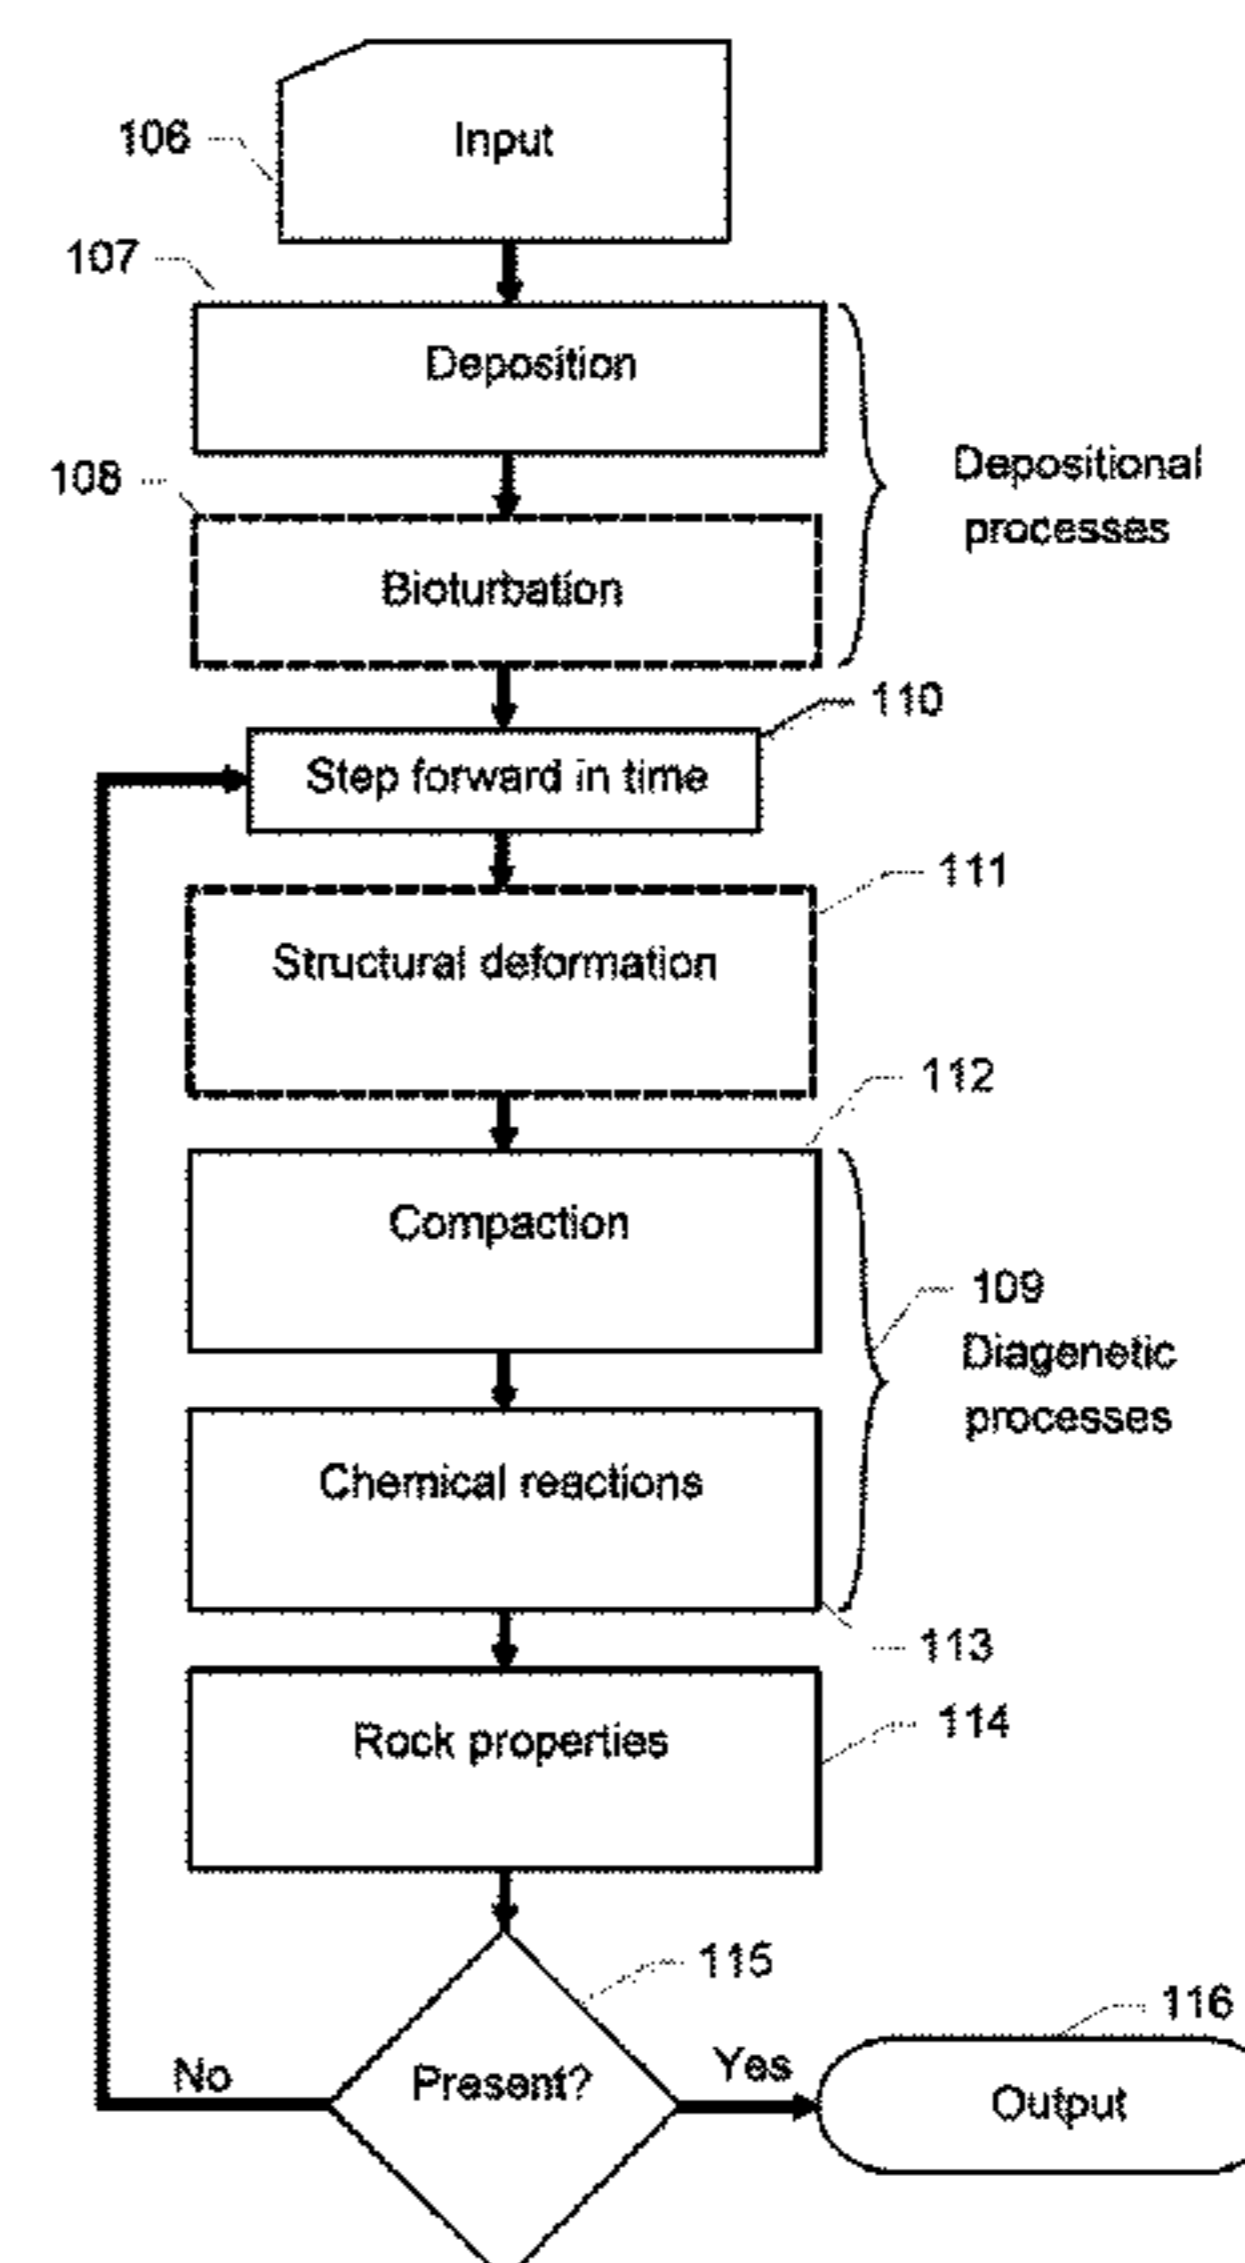 106
Input
107
Deposition
Depositional
processes
108
Bioturbation
110
Step forward in time
111
Structural deformation
112
Compaction
109
Diagenetic
processes
Chemical reactions
113
Rock properties
114
115
116
No
Present?
Yes
Output